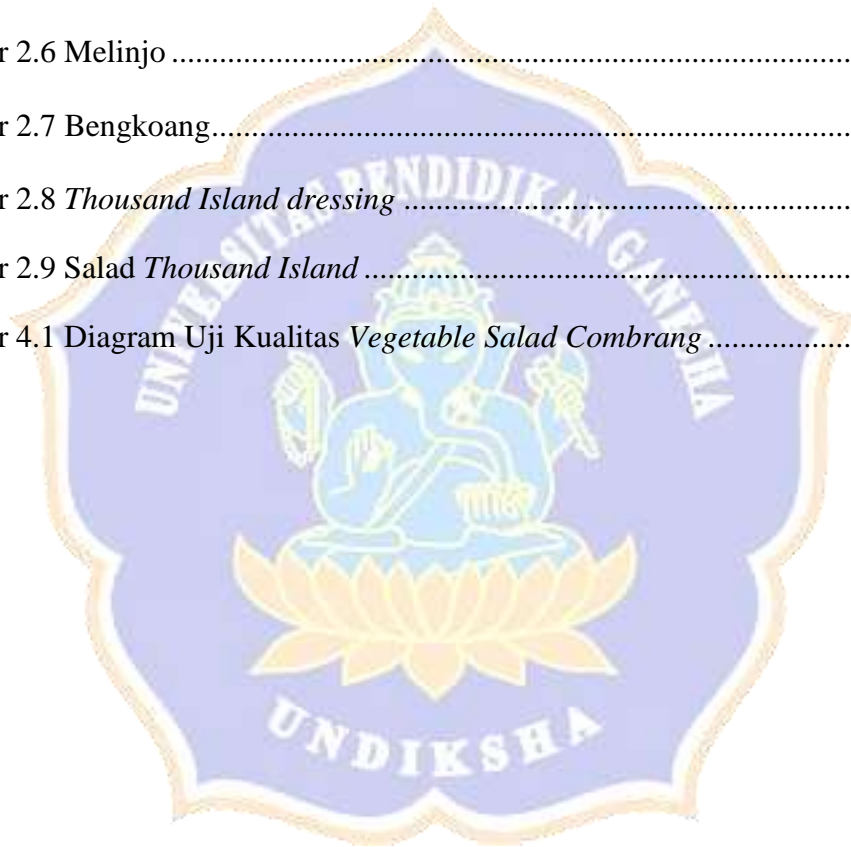 r 2.6 Melinjo ...............................................................................
r 2.7 Bengkoang..........................................................................
r 2.8 Thousand Island dressing ....................................................
r 2.9 Salad Thousand Island .........................................................
r 4.1 Diagram Uji Kualitas Vegetable Salad Combrang ..................
UNIVERSITAS PENDIDIKAN GANESHA
UNDIKSHA